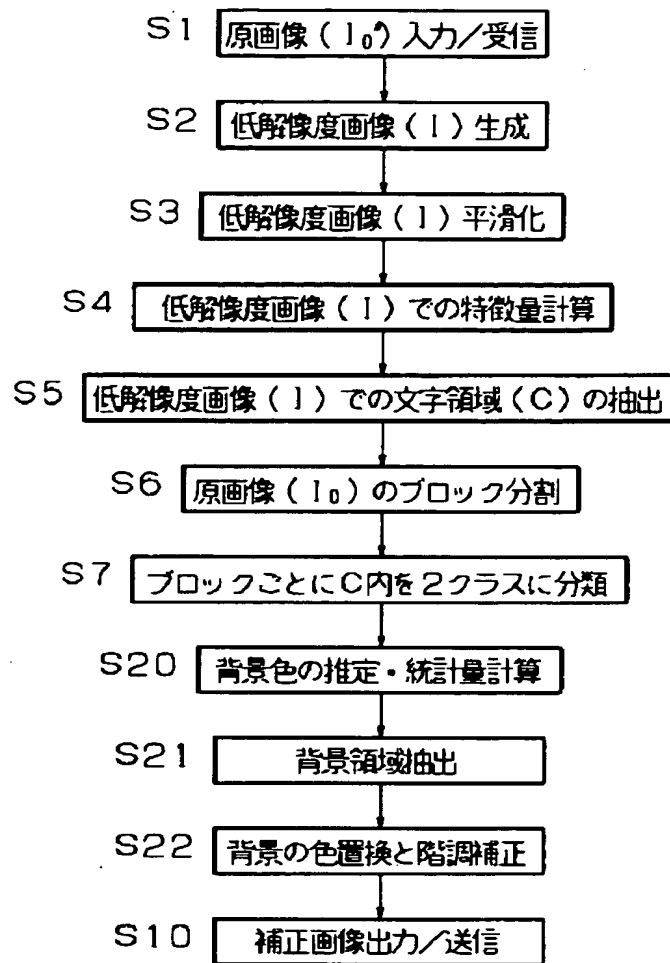 S1 原画像(I₀)入力/受信
S2 低解像度画像(I)生成
S3 低解像度画像(I)平滑化
S4 低解像度画像(I)での特徴量計算
S5 低解像度画像(I)での文字領域(C)の抽出
S6 原画像(I₀)のブロック分割
S7 ブロックごとにC内を2クラスに分類
S20 背景色の推定・統計量計算
S21 背景領域抽出
S22 背景の色置換と階調補正
S10 補正画像出力/送信